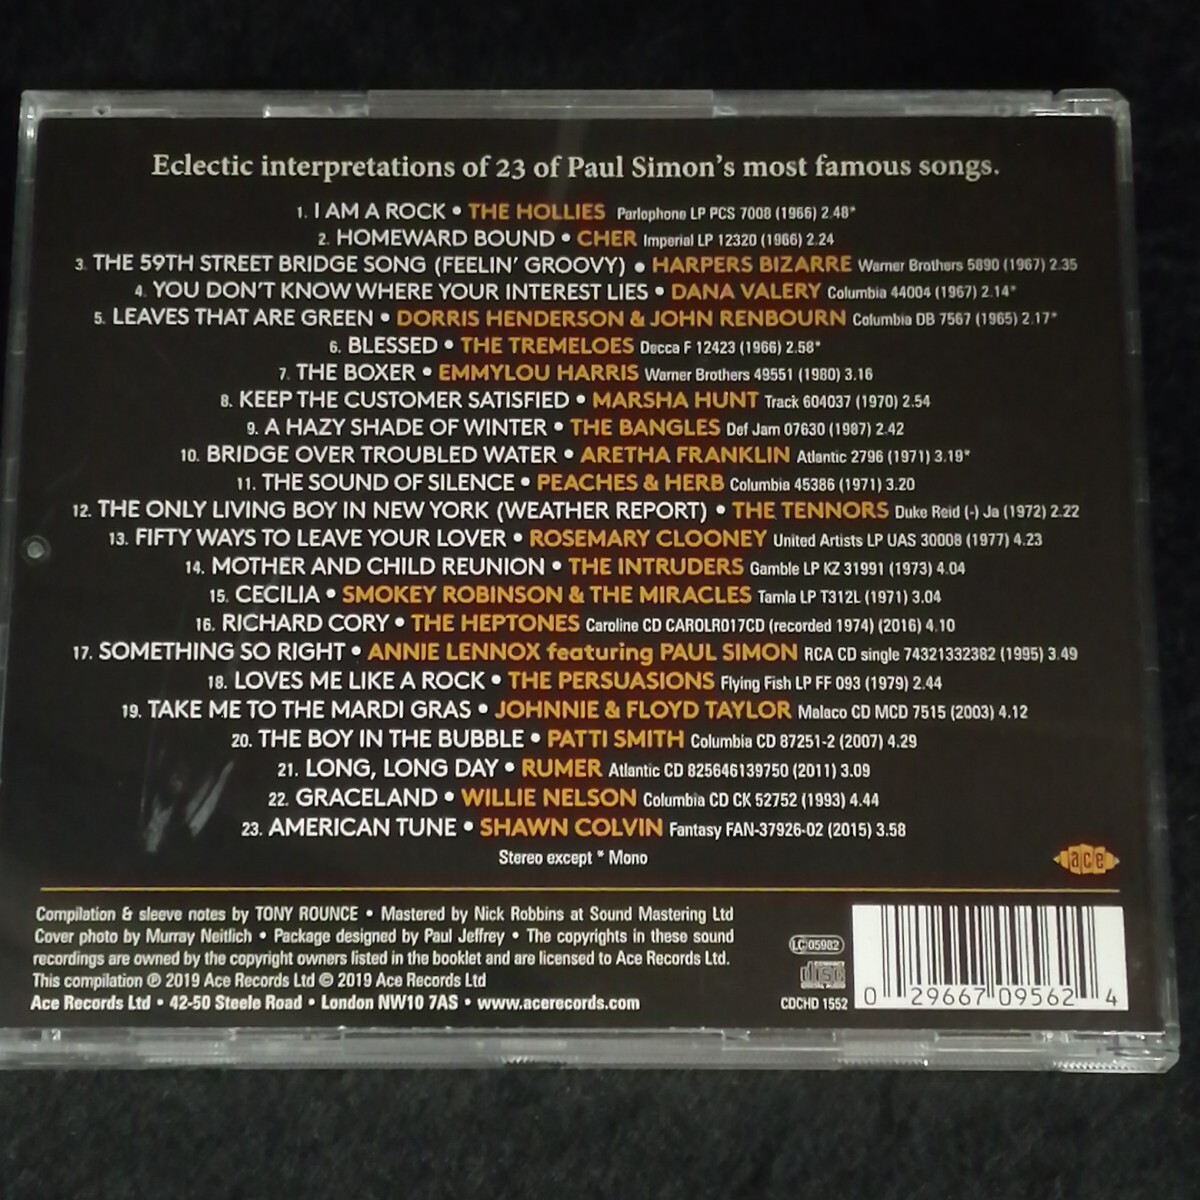 Eclectic interpretations of 23 of Paul Simon's most famous songs.
1. I AM A ROCK • THE HOLLIES Parlophone LP PCS 7008 (1966) 2.48*
2. HOMEWARD BOUND • CHER Imperial LP 12320 (1966) 2.24
3. THE 59TH STREET BRIDGE SONG (FEELIN' GROOVY) • HARPERS BIZARRE Warner Brothers 5890 (1967) 2.35
4. YOU DON'T KNOW WHERE YOUR INTEREST LIES • DANA VALERY Columbia 44004 (1967) 2.14*
5. LEAVES THAT ARE GREEN • DORRIS HENDERSON & JOHN RENBOURN Columbia DB 7567 (1965) 2.17*
6. BLESSED • THE TREMELOES Decca F 12423 (1966) 2.58*
7. THE BOXER • EMMYLOU HARRIS Warner Brothers 49551 (1980) 3.16
8. KEEP THE CUSTOMER SATISFIED • MARSHA HUNT Track 604037 (1970) 2.54
9. A HAZY SHADE OF WINTER • THE BANGLES Def Jam 07630 (1987) 2.42
10. BRIDGE OVER TROUBLED WATER • ARETHA FRANKLIN Atlantic 2796 (1971) 3.19*
11. THE SOUND OF SILENCE • PEACHES & HERB Columbia 45386 (1971) 3.20
12. THE ONLY LIVING BOY IN NEW YORK (WEATHER REPORT) • THE TENNORS Duke Reid (-) Ja (1972) 2.22
13. FIFTY WAYS TO LEAVE YOUR LOVER • ROSEMARY CLOONEY United Artists LP UAS 30008 (1977) 4.23
14. MOTHER AND CHILD REUNION • THE INTRUDERS Gamble LP KZ 31991 (1973) 4.04
15. CECILIA • SMOKEY ROBINSON & THE MIRACLES Tamla LP T312L (1971) 3.04
16. RICHARD CORY • THE HEPTONES Caroline CD CAROLR017CD (recorded 1974) (2016) 4.10
17. SOMETHING SO RIGHT • ANNIE LENNOX featuring PAUL SIMON RCA CD single 74321332382 (1995) 3.49
18. LOVES ME LIKE A ROCK • THE PERSUASIONS Flying Fish LP FF 093 (1979) 2.44
19. TAKE ME TO THE MARDI GRAS • JOHNNIE & FLOYD TAYLOR Malaco CD MCD 7515 (2003) 4.12
20. THE BOY IN THE BUBBLE • PATTI SMITH Columbia CD 87251-2 (2007) 4.29
21. LONG, LONG DAY • RUMER Atlantic CD 825646139750 (2011) 3.09
22. GRACELAND • WILLIE NELSON Columbia CD CK 52752 (1993) 4.44
23. AMERICAN TUNE • SHAWN COLVIN Fantasy FAN-37926-02 (2015) 3.58
Stereo except * Mono
ace
Compilation & sleeve notes by TONY ROUNCE • Mastered by Nick Robbins at Sound Mastering Ltd
Cover photo by Murray Neitlich • Package designed by Paul Jeffrey • The copyrights in these sound
recordings are owned by the copyright owners listed in the booklet and are licensed to Ace Records Ltd.
This compilation ℗ 2019 Ace Records Ltd © 2019 Ace Records Ltd
Ace Records Ltd • 42-50 Steele Road • London NW10 7AS • www.acerecords.com
LC 05982
COMPACT disc
CDCHD 1552
0 29667 09562 4